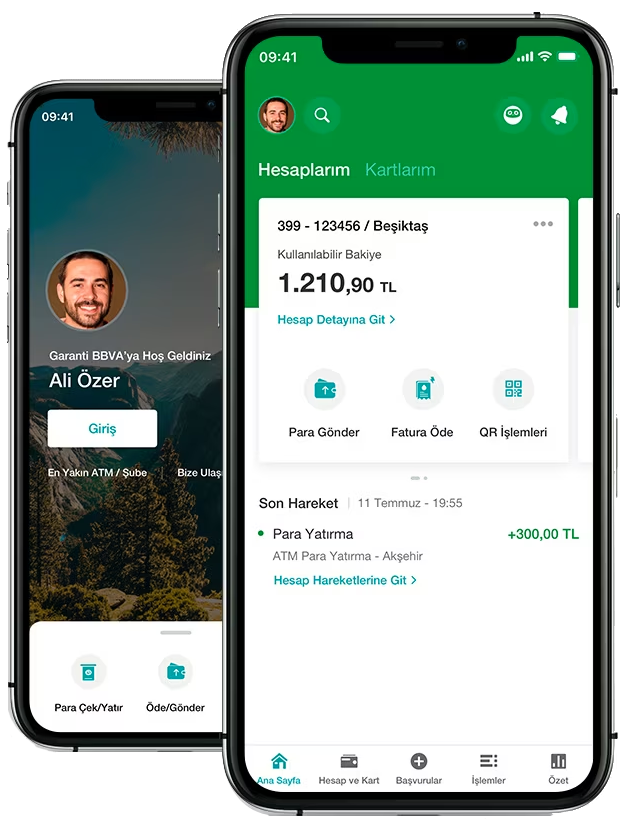 09:41
Garanti BBVA'ya Hoş Geldiniz
Ali Özer
Giriş
En Yakın ATM / Şube
Bize Ulaşı
Para Çek/Yatır
Öde/Gönder
09:41
Hesaplarım Kartlarım
399 - 123456 / Beşiktaş
Kullanılabilir Bakiye
1.210,90 TL
Hesap Detayına Git >
Para Gönder
Fatura Öde
QR İşlemleri
Son Hareket | 11 Temmuz - 19:55
Para Yatırma +300,00 TL
ATM Para Yatırma - Akşehir
Hesap Hareketlerine Git >
Ana Sayfa
Hesap ve Kart
Başvurular
İşlemler
Özet